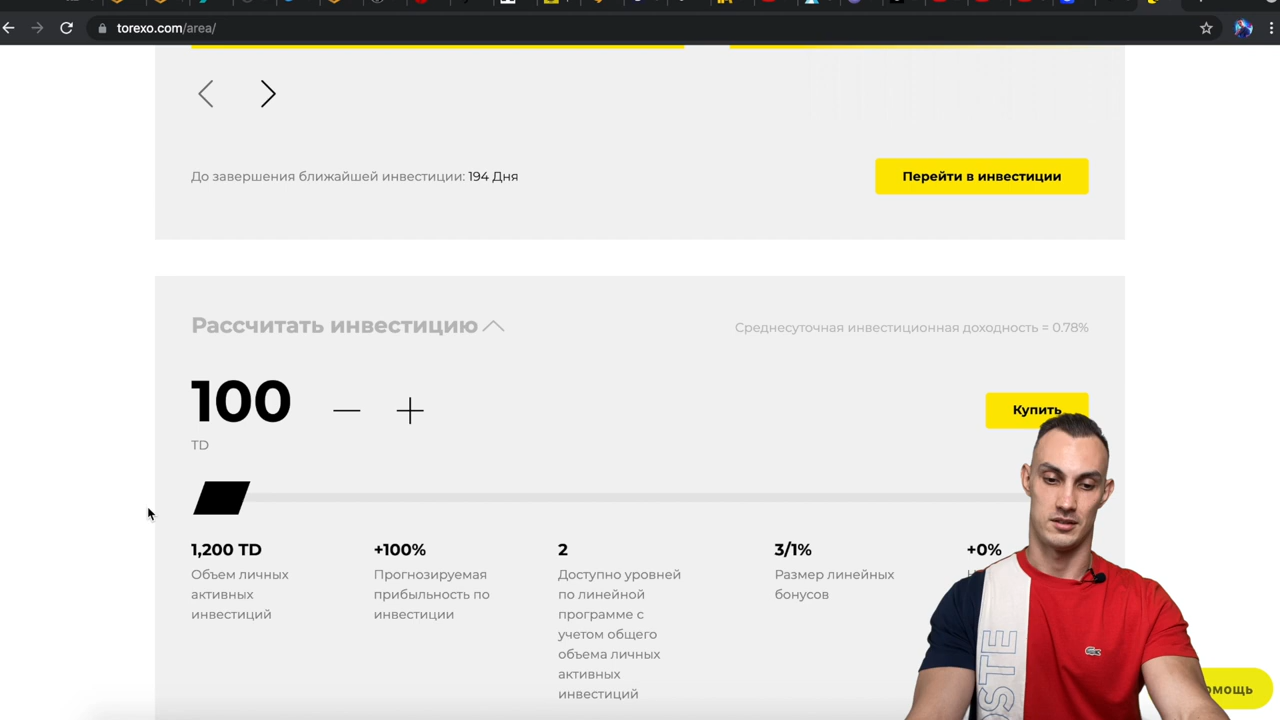 torexo.com/area/
До завершения ближайшей инвестиции: 194 Дня
Перейти в инвестиции
Рассчитать инвестицию
Среднесуточная инвестиционная доходность = 0.78%
100
TD
Купить
1,200 TD
Объем личных
активных
инвестиций
+100%
Прогнозируемая
прибыльность по
инвестиции
2
Доступно уровней
по линейной
программе с
учетом общего
объема личных
активных
инвестиций
3/1%
Размер линейных
бонусов
+0%